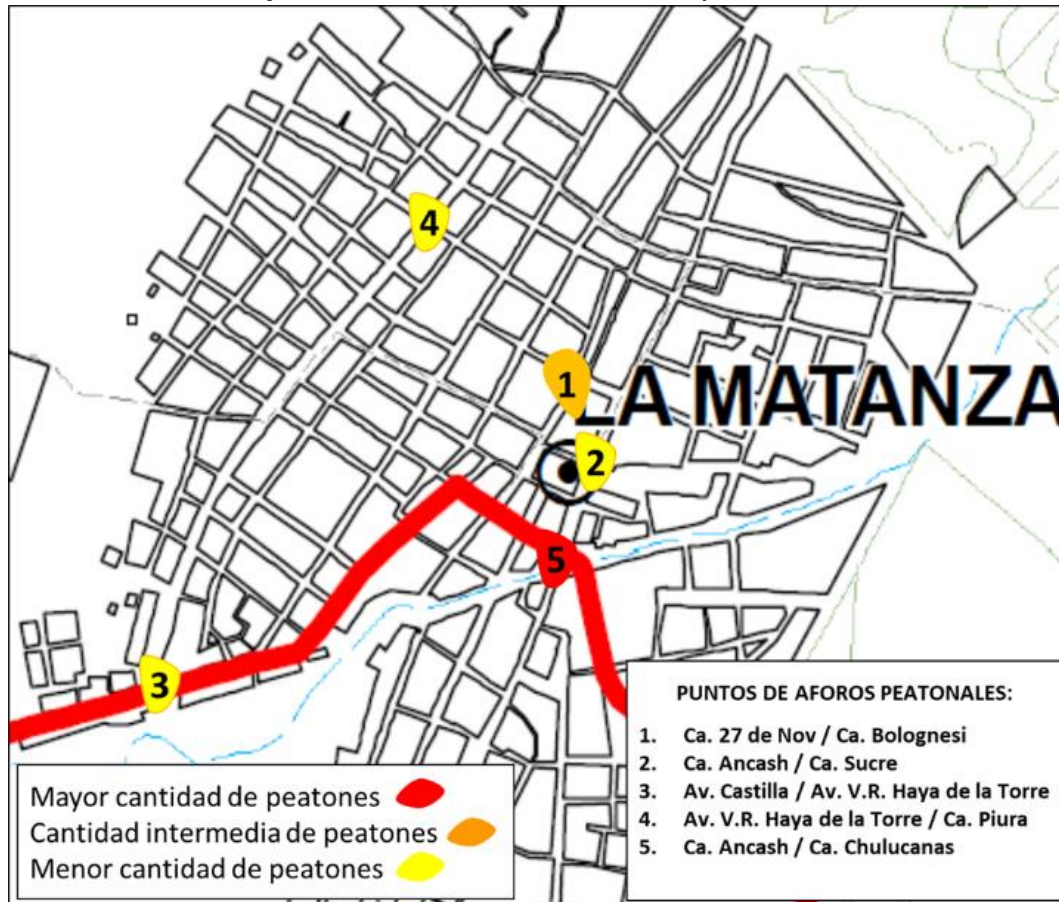 4
1
LA MATANZA
2
5
3
PUNTOS DE AFOROS PEATONALES:
1. Ca. 27 de Nov / Ca. Bolognesi
2. Ca. Ancash / Ca. Sucre
3. Av. Castilla / Av. V.R. Haya de la Torre
4. Av. V.R. Haya de la Torre / Ca. Piura
5. Ca. Ancash / Ca. Chulucanas
Mayor cantidad de peatones
Cantidad intermedia de peatones
Menor cantidad de peatones